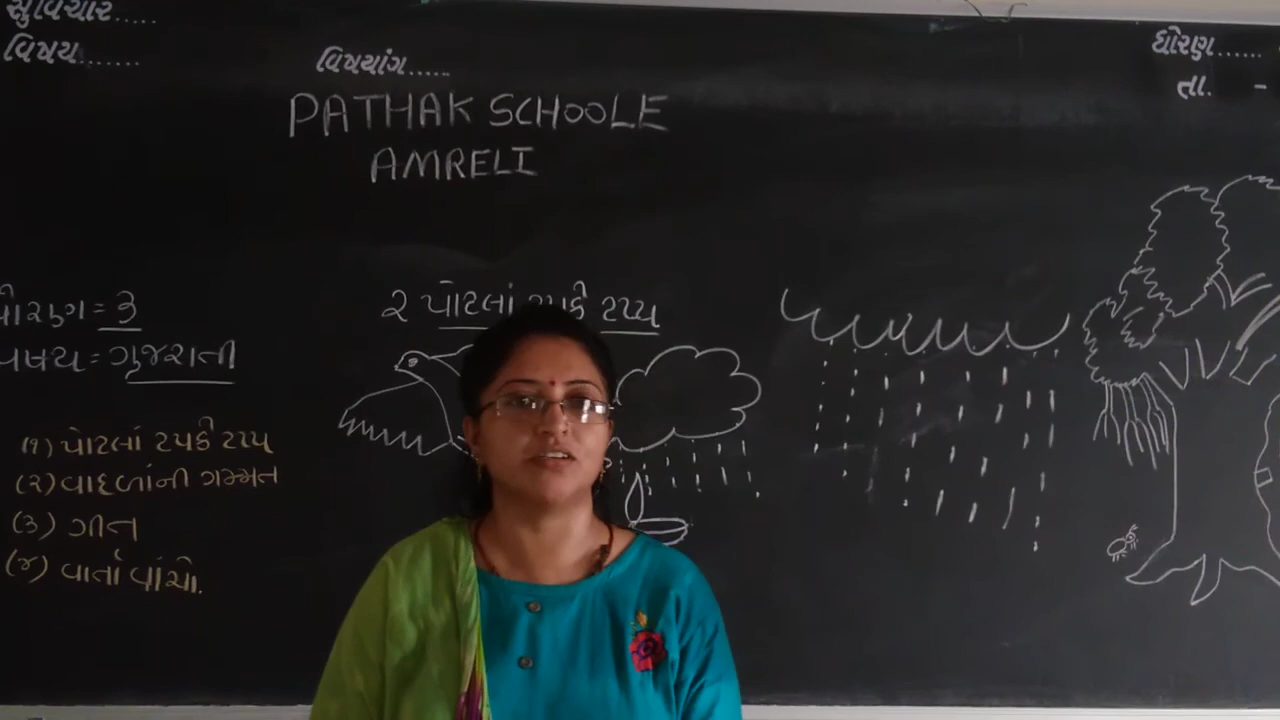 સુવિચાર.....
વિષય.......
વિષયાંગ.....
ધોરણ......
તા. -
PATHAK SCHOOLE
AMRELI
ધોરણ = ૩
વિષય = ગુજરાતી
(૧) પોટલાં ટપકે ટપ્પ
(૨) વાદળાંની ગમ્મત
(૩) ગીત
(૪) વાર્તા વાંચો.
૨ પોટલાં ટપકે ટપ્પ